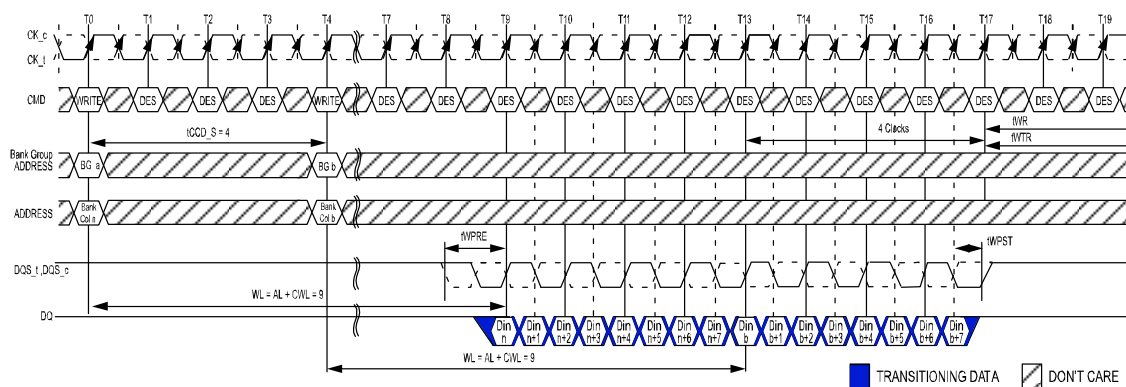 T0 T1 T2 T3 T4 T7 T8 T9 T10 T11 T12 T13 T14 T15 T16 T17 T18 T19
CK_c
CK_t
CMD WRITE DES DES DES WRITE DES DES DES DES DES DES DES DES DES DES DES DES DES
tCCD_S = 4
4 Clocks
tWR
tWTR
Bank Group
ADDRESS
BG a
BG b
ADDRESS
Bank
Col n
Bank
Col b
tWPRE
tWPST
DQS_t ,DQS_c
WL = AL + CWL = 9
DQ
Din
n
Din
n+1
Din
n+2
Din
n+3
Din
n+4
Din
n+5
Din
n+6
Din
n+7
Din
b
Din
b+1
Din
b+2
Din
b+3
Din
b+4
Din
b+5
Din
b+6
Din
b+7
WL = AL + CWL = 9
TRANSITIONING DATA
DON'T CARE